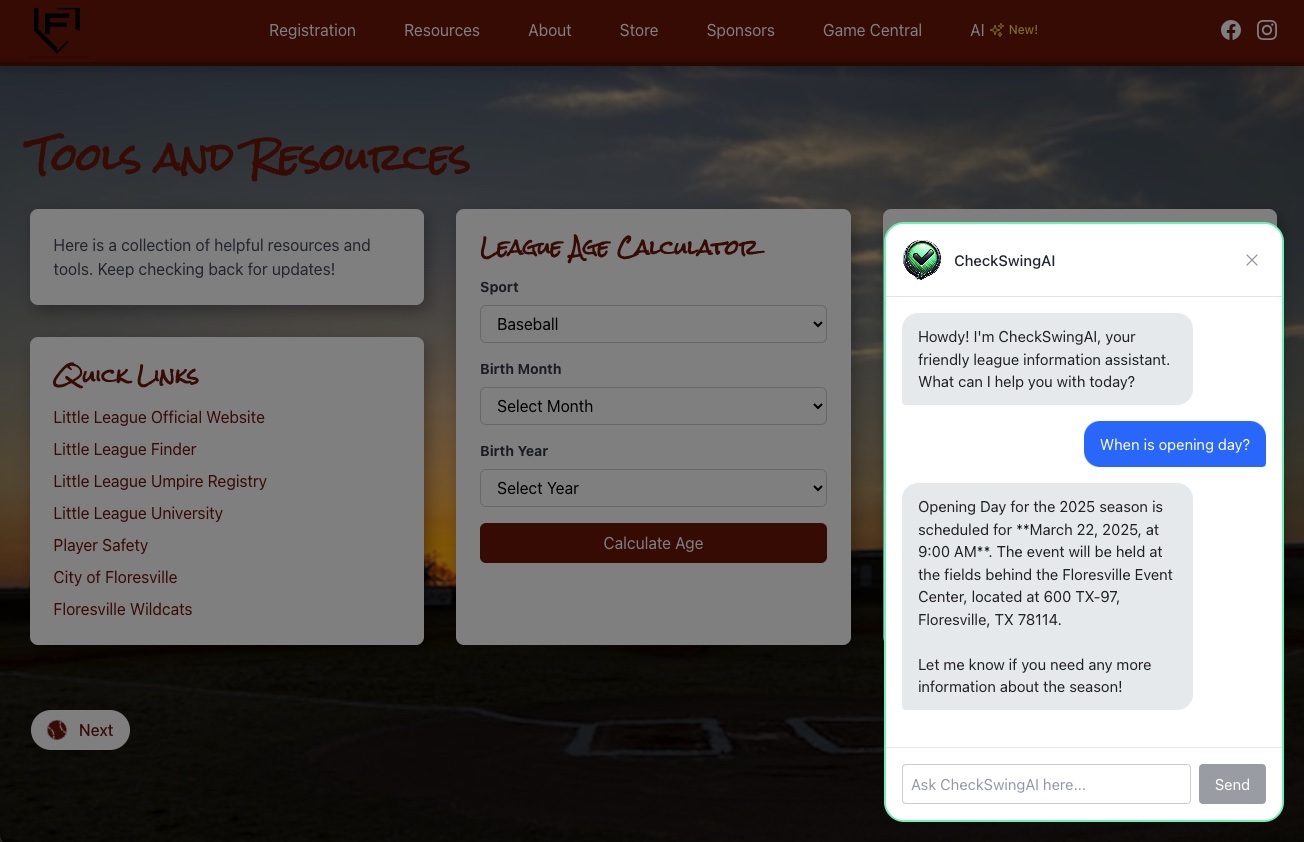 Registration
Resources
About
Store
Sponsors
Game Central
AI New!
Tools and Resources
Here is a collection of helpful resources and
tools. Keep checking back for updates!
Quick Links
Little League Official Website
Little League Finder
Little League Umpire Registry
Little League University
Player Safety
City of Floresville
Floresville Wildcats
Next
League Age Calculator
Sport
Baseball
Birth Month
Select Month
Birth Year
Select Year
Calculate Age
CheckSwingAI
Howdy! I'm CheckSwingAI, your
friendly league information assistant.
What can I help you with today?
When is opening day?
Opening Day for the 2025 season is
scheduled for **March 22, 2025, at
9:00 AM**. The event will be held at
the fields behind the Floresville Event
Center, located at 600 TX-97,
Floresville, TX 78114.
Let me know if you need any more
information about the season!
Ask CheckSwingAI here...
Send